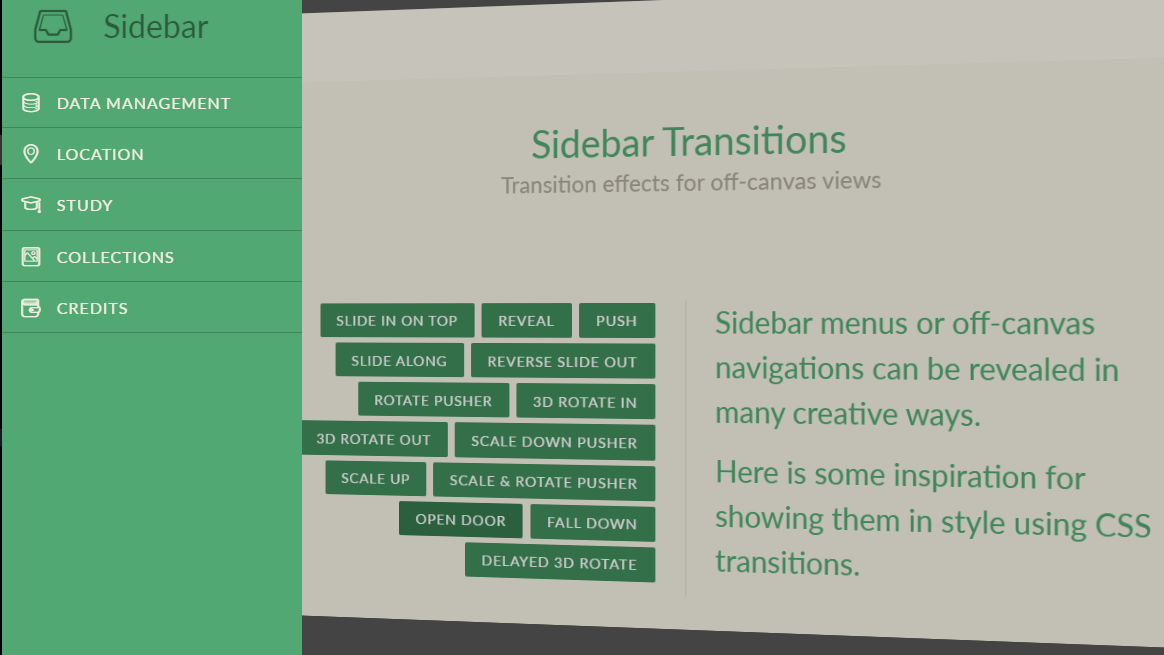 Sidebar
DATA MANAGEMENT
LOCATION
STUDY
COLLECTIONS
CREDITS
Sidebar Transitions
Transition effects for off-canvas views
SLIDE IN ON TOP REVEAL PUSH
SLIDE ALONG REVERSE SLIDE OUT
ROTATE PUSHER 3D ROTATE IN
3D ROTATE OUT SCALE DOWN PUSHER
SCALE UP SCALE & ROTATE PUSHER
OPEN DOOR FALL DOWN
DELAYED 3D ROTATE
Sidebar menus or off-canvas
navigations can be revealed in
many creative ways.
Here is some inspiration for
showing them in style using CSS
transitions.